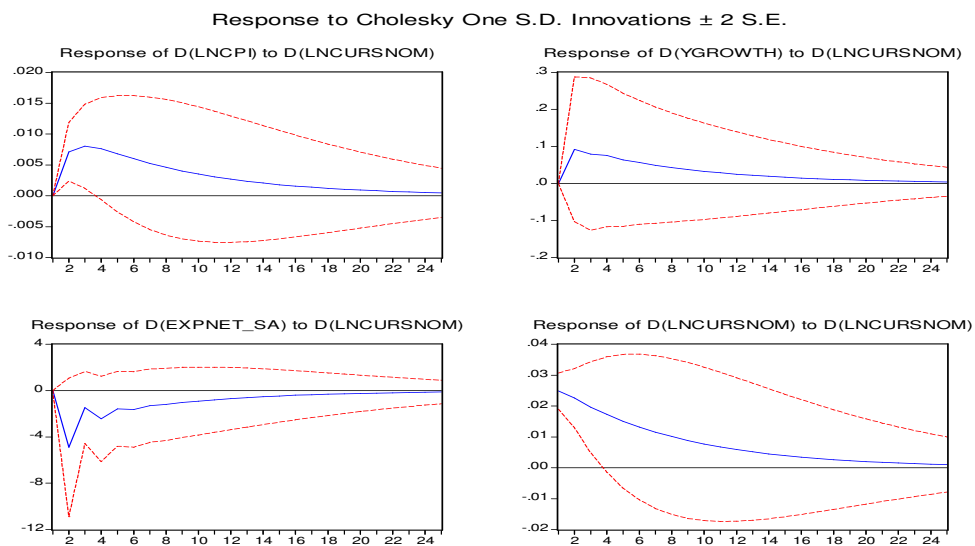 Response to Cholesky One S.D. Innovations ± 2 S.E.
Response of D(LNCPI) to D(LNCURSNOM)
.020
.015
.010
.005
.000
-.005
-.010
2 4 6 8 10 12 14 16 18 20 22 24
Response of D(YGROWTH) to D(LNCURSNOM)
.3
.2
.1
.0
-.1
-.2
2 4 6 8 10 12 14 16 18 20 22 24
Response of D(EXPNET_SA) to D(LNCURSNOM)
4
0
-4
-8
-12
2 4 6 8 10 12 14 16 18 20 22 24
Response of D(LNCURSNOM) to D(LNCURSNOM)
.04
.03
.02
.01
.00
-.01
-.02
2 4 6 8 10 12 14 16 18 20 22 24